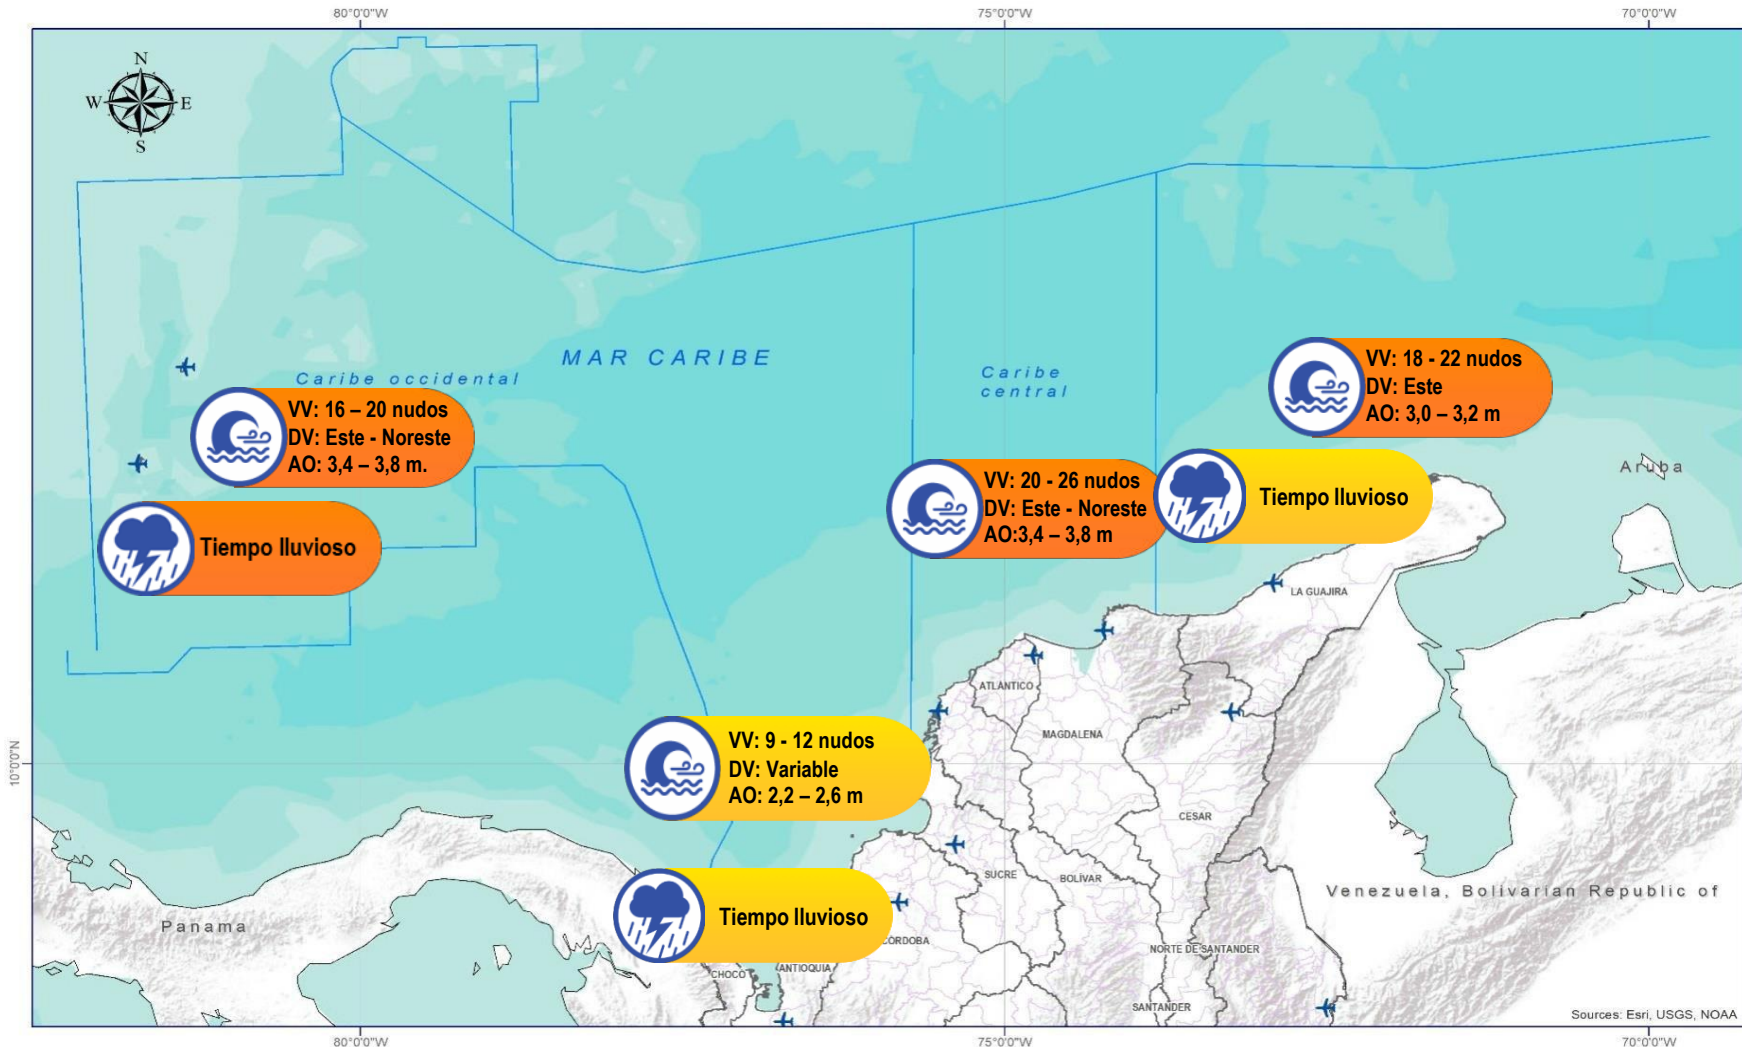 80°0'0"W
75°0'0"W
70°0'0"W
N
W
E
S
MAR CARIBE
Caribe occidental
Caribe
central
VV: 18 - 22 nudos
DV: Este
AO: 3,0 – 3,2 m
VV: 16 – 20 nudos
DV: Este - Noreste
AO: 3,4 – 3,8 m.
VV: 20 - 26 nudos
DV: Este - Noreste
AO:3,4 – 3,8 m
Tiempo lluvioso
Aruba
Tiempo lluvioso
LA GUAJIRA
ATLÁNTICO
MAGDALENA
VV: 9 - 12 nudos
DV: Variable
AO: 2,2 – 2,6 m
10°0'0"N
CESAR
SUCRE
BOLÍVAR
Venezuela, Bolivarian Republic of
Tiempo lluvioso
Panama
CÓRDOBA
NORTE DE SANTANDER
CHOCO
ANTIOQUIA
SANTANDER
Sources: Esri, USGS, NOAA
80°0'0"W
75°0'0"W
70°0'0"W